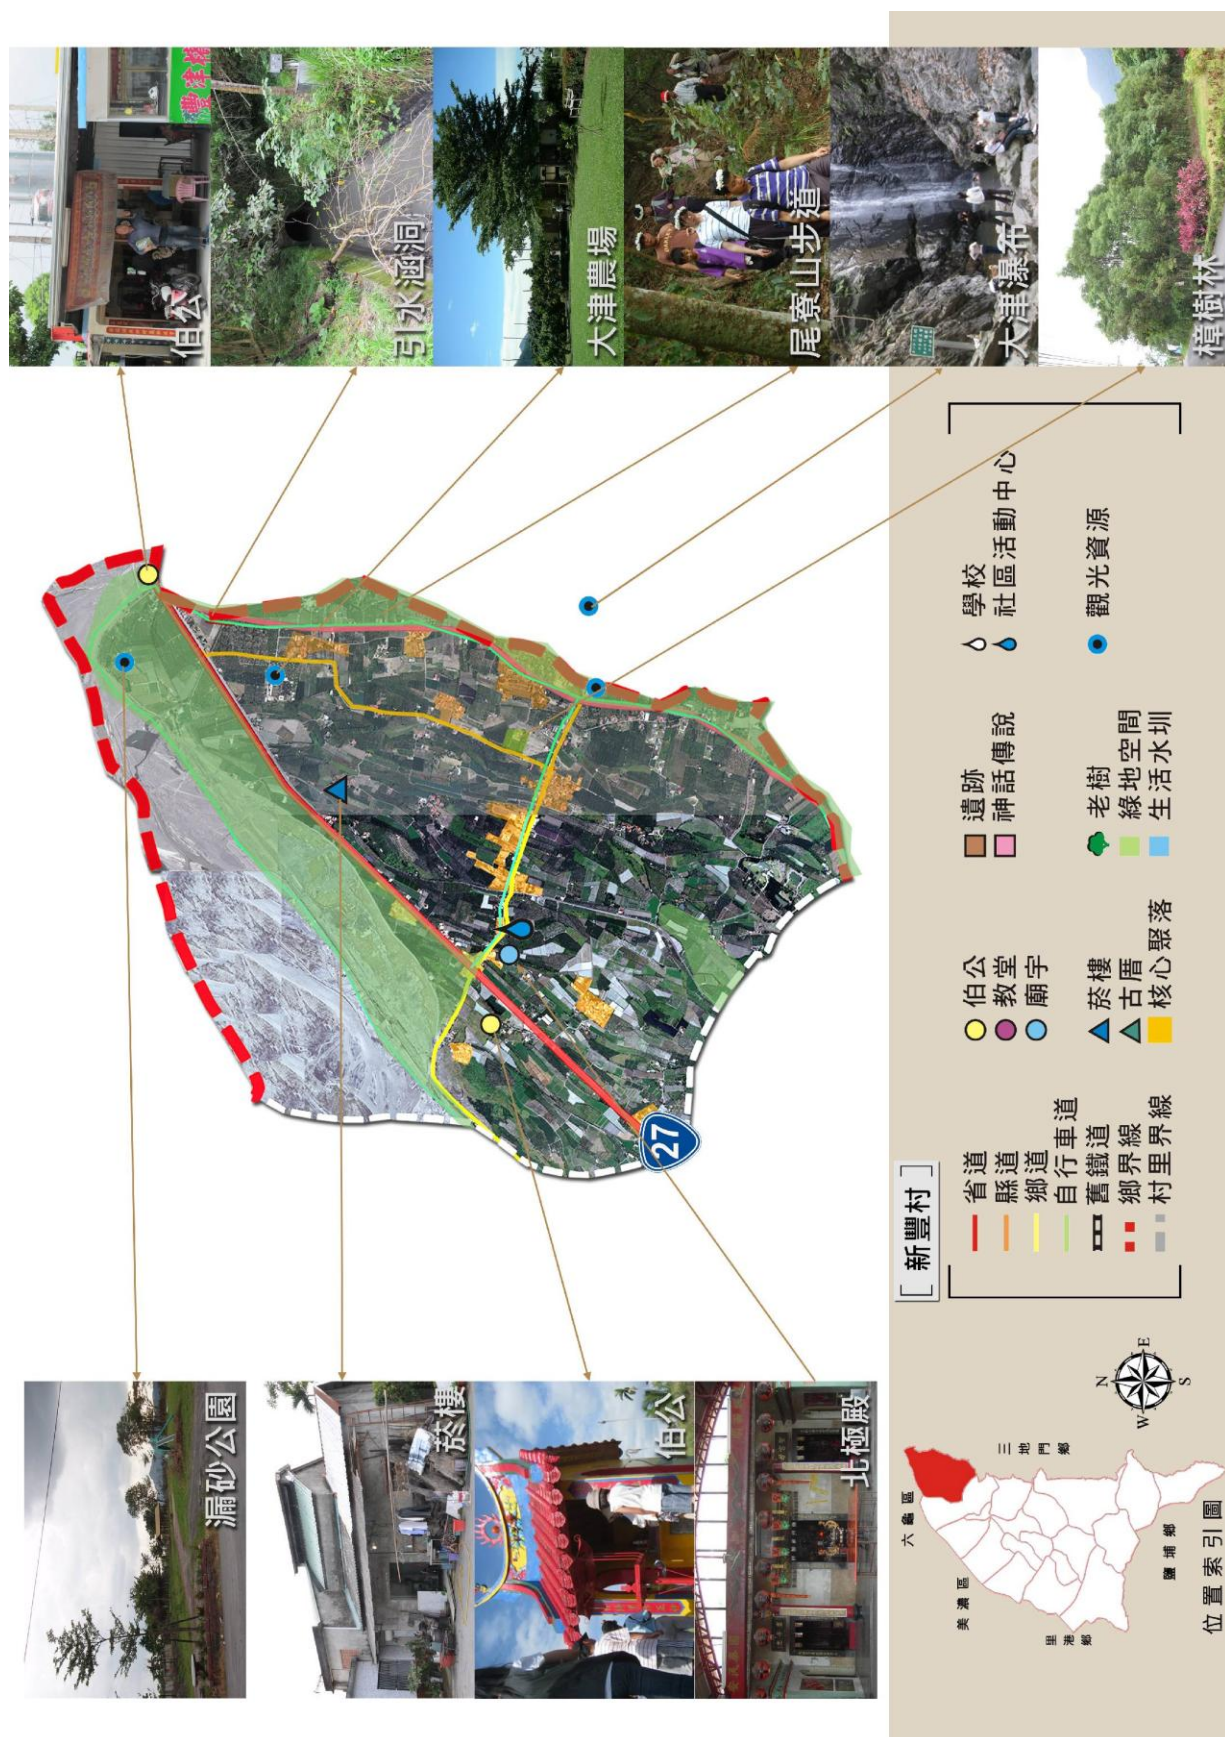 伯公
引水涵洞
大津農場
尾寮山步道
大津瀑布
樟樹林
27
漏砂公園
菸樓
伯公
北極殿
新豐村
省道
縣道
鄉道
自行車道
舊鐵道
鄉界線
村里界線
伯公
教堂
廟宇
菸樓
古厝
核心聚落
遺跡
神話傳說
老樹
綠地空間
生活水圳
學校
社區活動中心
觀光資源
N
E
S
W
六龜區
美濃區
三地門鄉
里港鄉
鹽埔鄉
位置索引圖